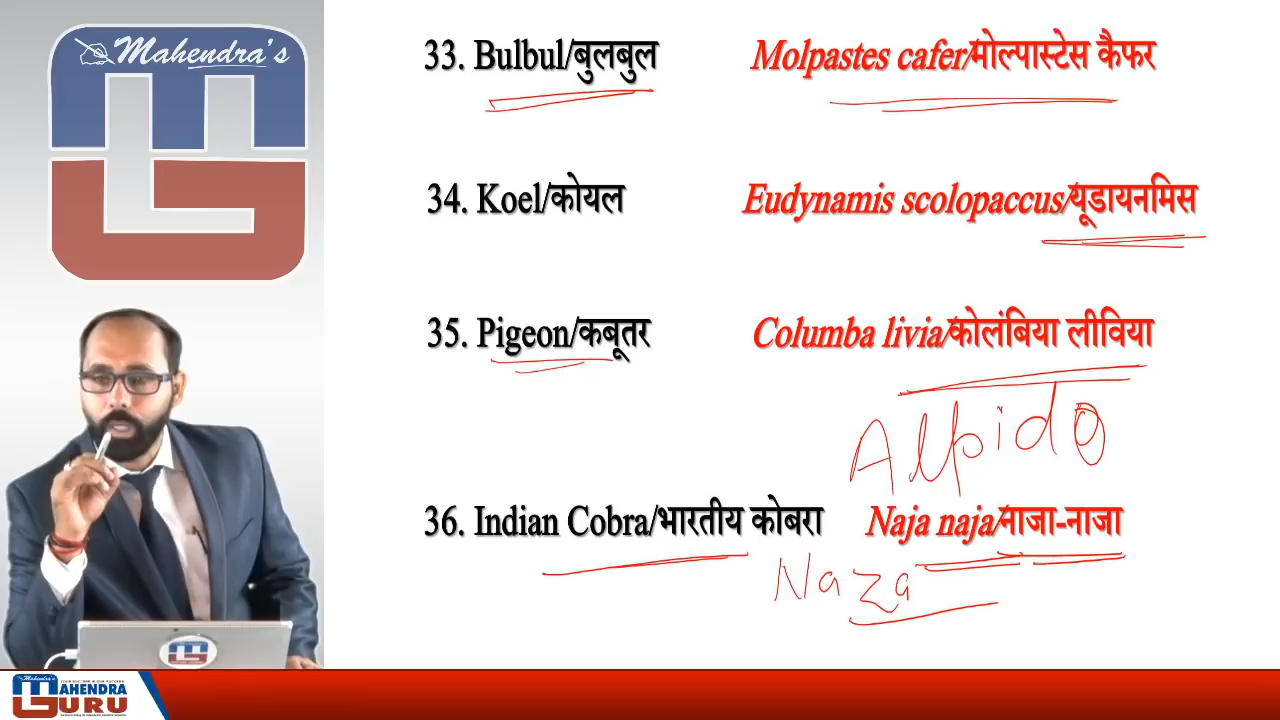 Mahendra's
33. Bulbul/बुलबुल Molpastes cafer/मोल्पास्टेस कैफर
34. Koel/कोयल Eudynamis scolopaccus/यूडायनमिस
35. Pigeon/कबूतर Columba livia/कोलंबिया लीविया
Alpido
36. Indian Cobra/भारतीय कोबरा Naja naja/नाजा-नाजा
Naza
Mahendra's
MAHENDRA
GURU